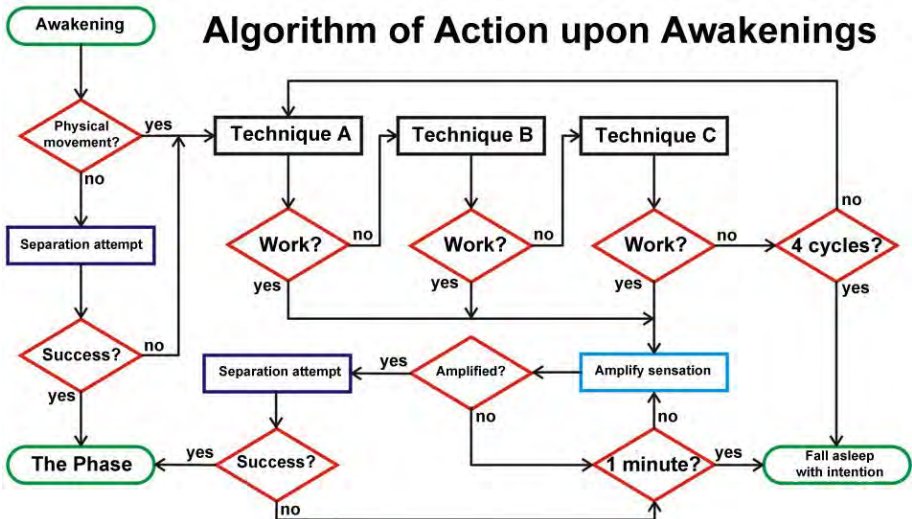 Awakening
Algorithm of Action upon Awakenings
Physical
movement?
yes
no
Technique A
Technique B
Technique C
no
Separation attempt
Work?
no
Work?
no
Work?
no
4 cycles?
yes
yes
yes
yes
Success?
no
yes
Separation attempt
yes
Amplified?
Amplify sensation
no
no
The Phase
yes
Success?
no
1 minute?
yes
Fall asleep
with intention